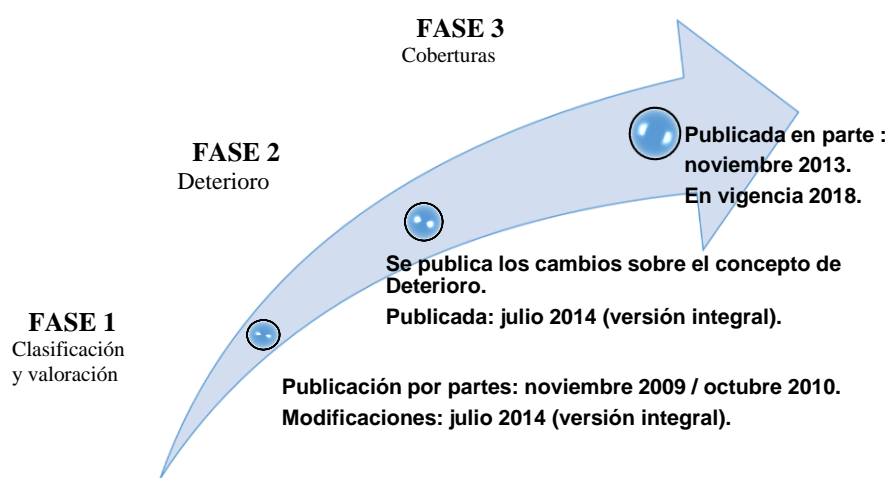 FASE 3
Coberturas
Publicada en parte :
noviembre 2013.
En vigencia 2018.
FASE 2
Deterioro
Se publica los cambios sobre el concepto de
Deterioro.
Publicada: julio 2014 (versión integral).
FASE 1
Clasificación
y valoración
Publicación por partes: noviembre 2009 / octubre 2010.
Modificaciones: julio 2014 (versión integral).